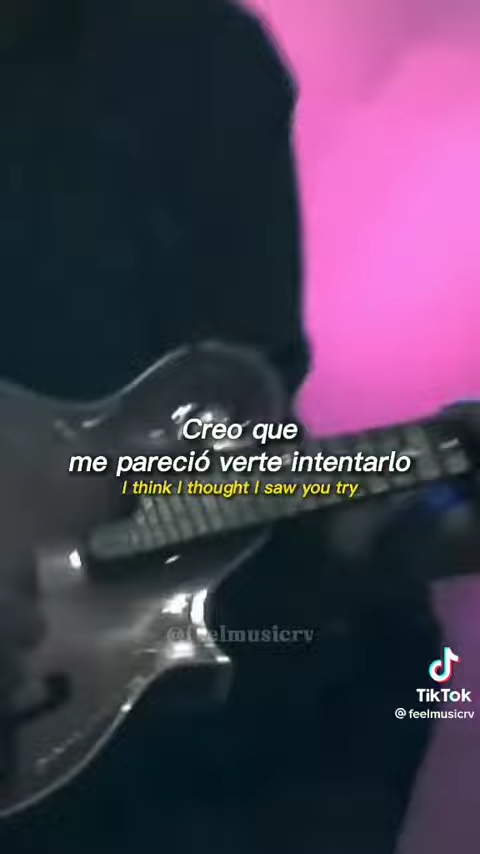 Creo que
me pareció verte intentarlo
I think I thought I saw you try
@feelmusicrv
TikTok
@feelmusicrv